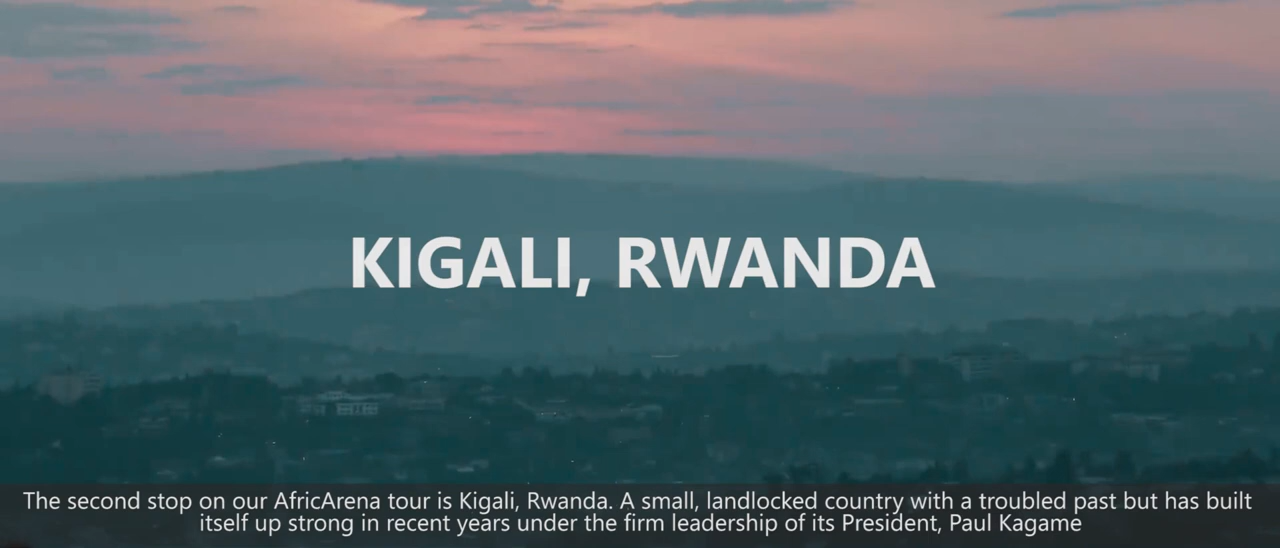 KIGALI, RWANDA
The second stop on our AfricArena tour is Kigali, Rwanda. A small, landlocked country with a troubled past but has built
itself up strong in recent years under the firm leadership of its President, Paul Kagame